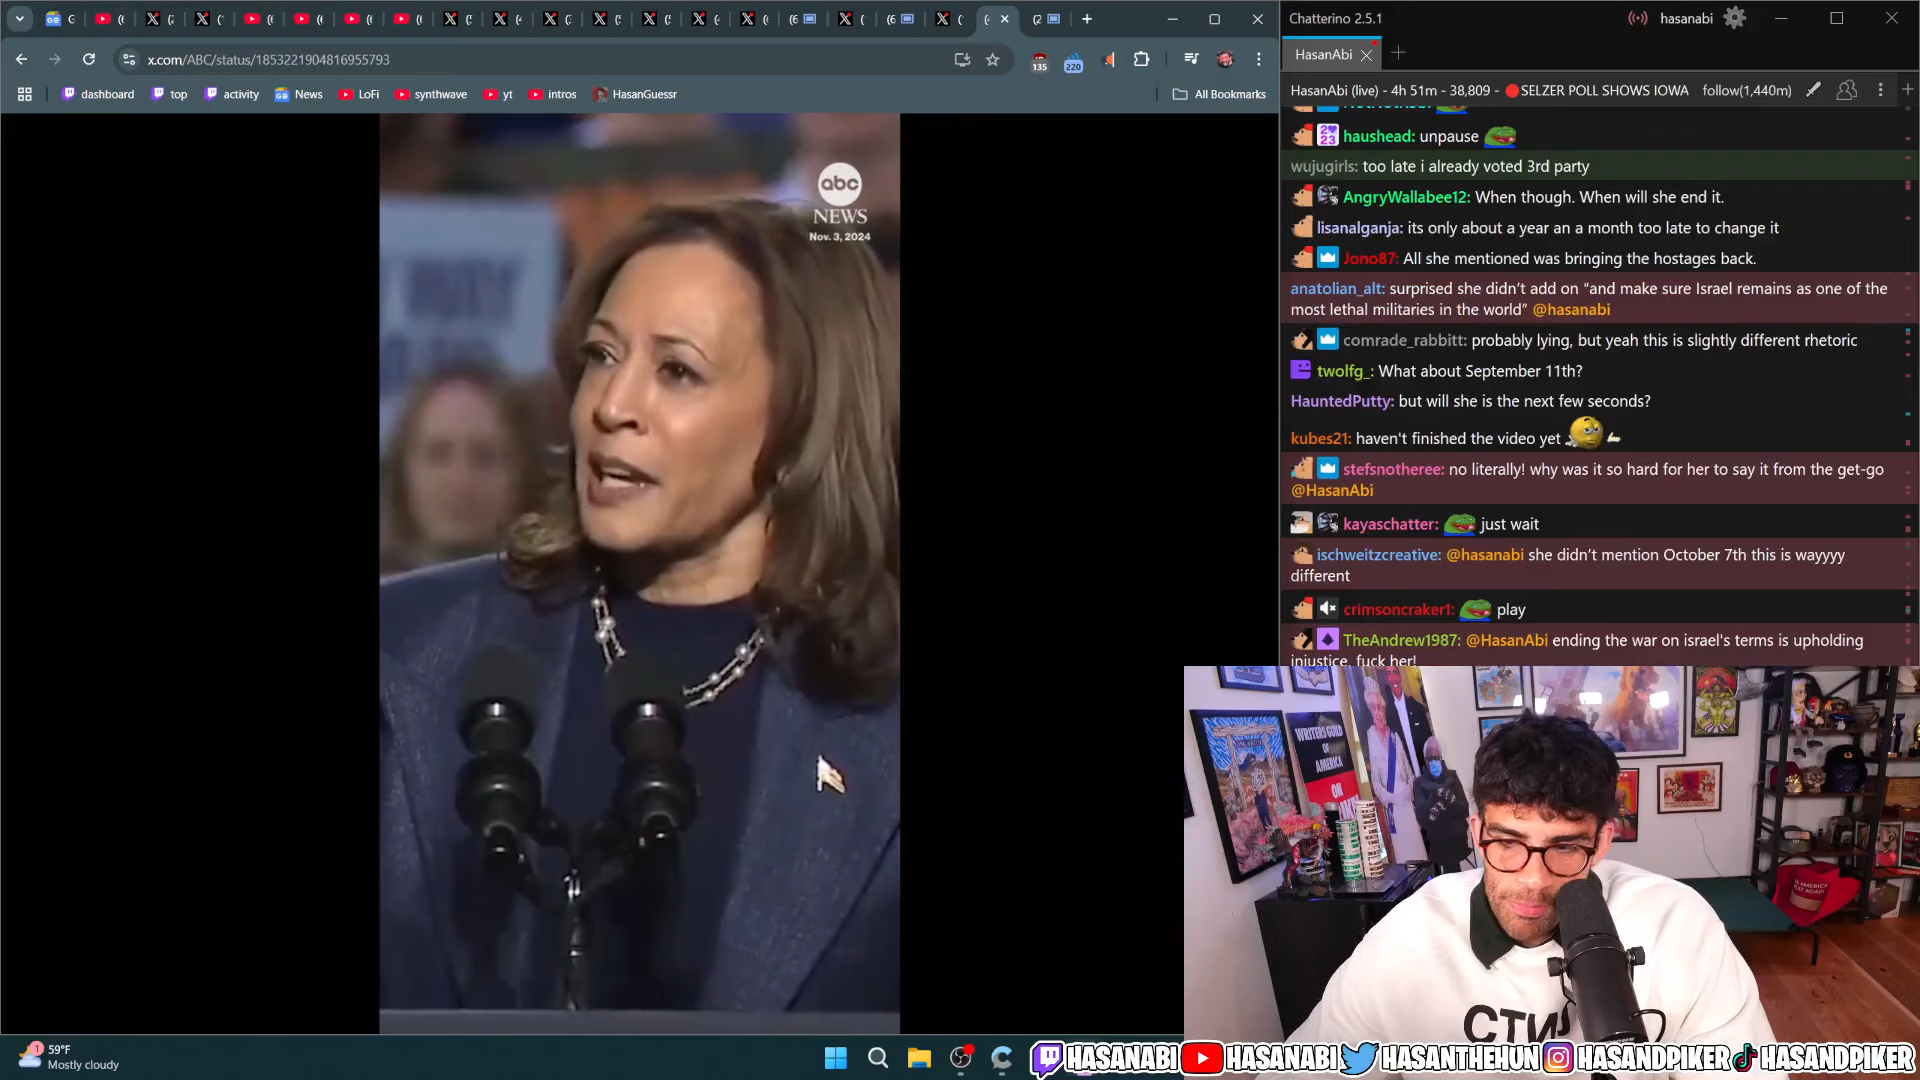 x.com/ABC/status/1853221904816955793
135
220
dashboard
top
activity
News
LoFi
synthwave
yt
intros
HasanGuessr
All Bookmarks
abc
NEWS
Nov. 3, 2024
Chatterino 2.5.1
hasanabi
HasanAbi
HasanAbi (live) - 4h 51m - 38,809 - 🔴SELZER POLL SHOWS IOWA
follow(1,440m)
haushead: unpause
wujugirls: too late i already voted 3rd party
AngryWallabee12: When though. When will she end it.
lisanalganja: its only about a year an a month too late to change it
Jono87: All she mentioned was bringing the hostages back.
anatolian_alt: surprised she didn’t add on “and make sure Israel remains as one of the
most lethal militaries in the world” @hasanabi
comrade_rabbitt: probably lying, but yeah this is slightly different rhetoric
twolfg_: What about September 11th?
HauntedPutty: but will she is the next few seconds?
kubes21: haven't finished the video yet
stefsnotheree: no literally! why was it so hard for her to say it from the get-go
@HasanAbi
kayaschatter: just wait
ischweitzcreative: @hasanabi she didn’t mention October 7th this is wayyyy
different
crimsoncraker1: play
TheAndrew1987: @HasanAbi ending the war on israel's terms is upholding
injustice. fuck her!
WRITERS GUILD
OF
AMERICA
ON
59°F
Mostly cloudy
HASANABI
HASANABI
HASANTHEHUN
HASANDPIKER
HASANDPIKER